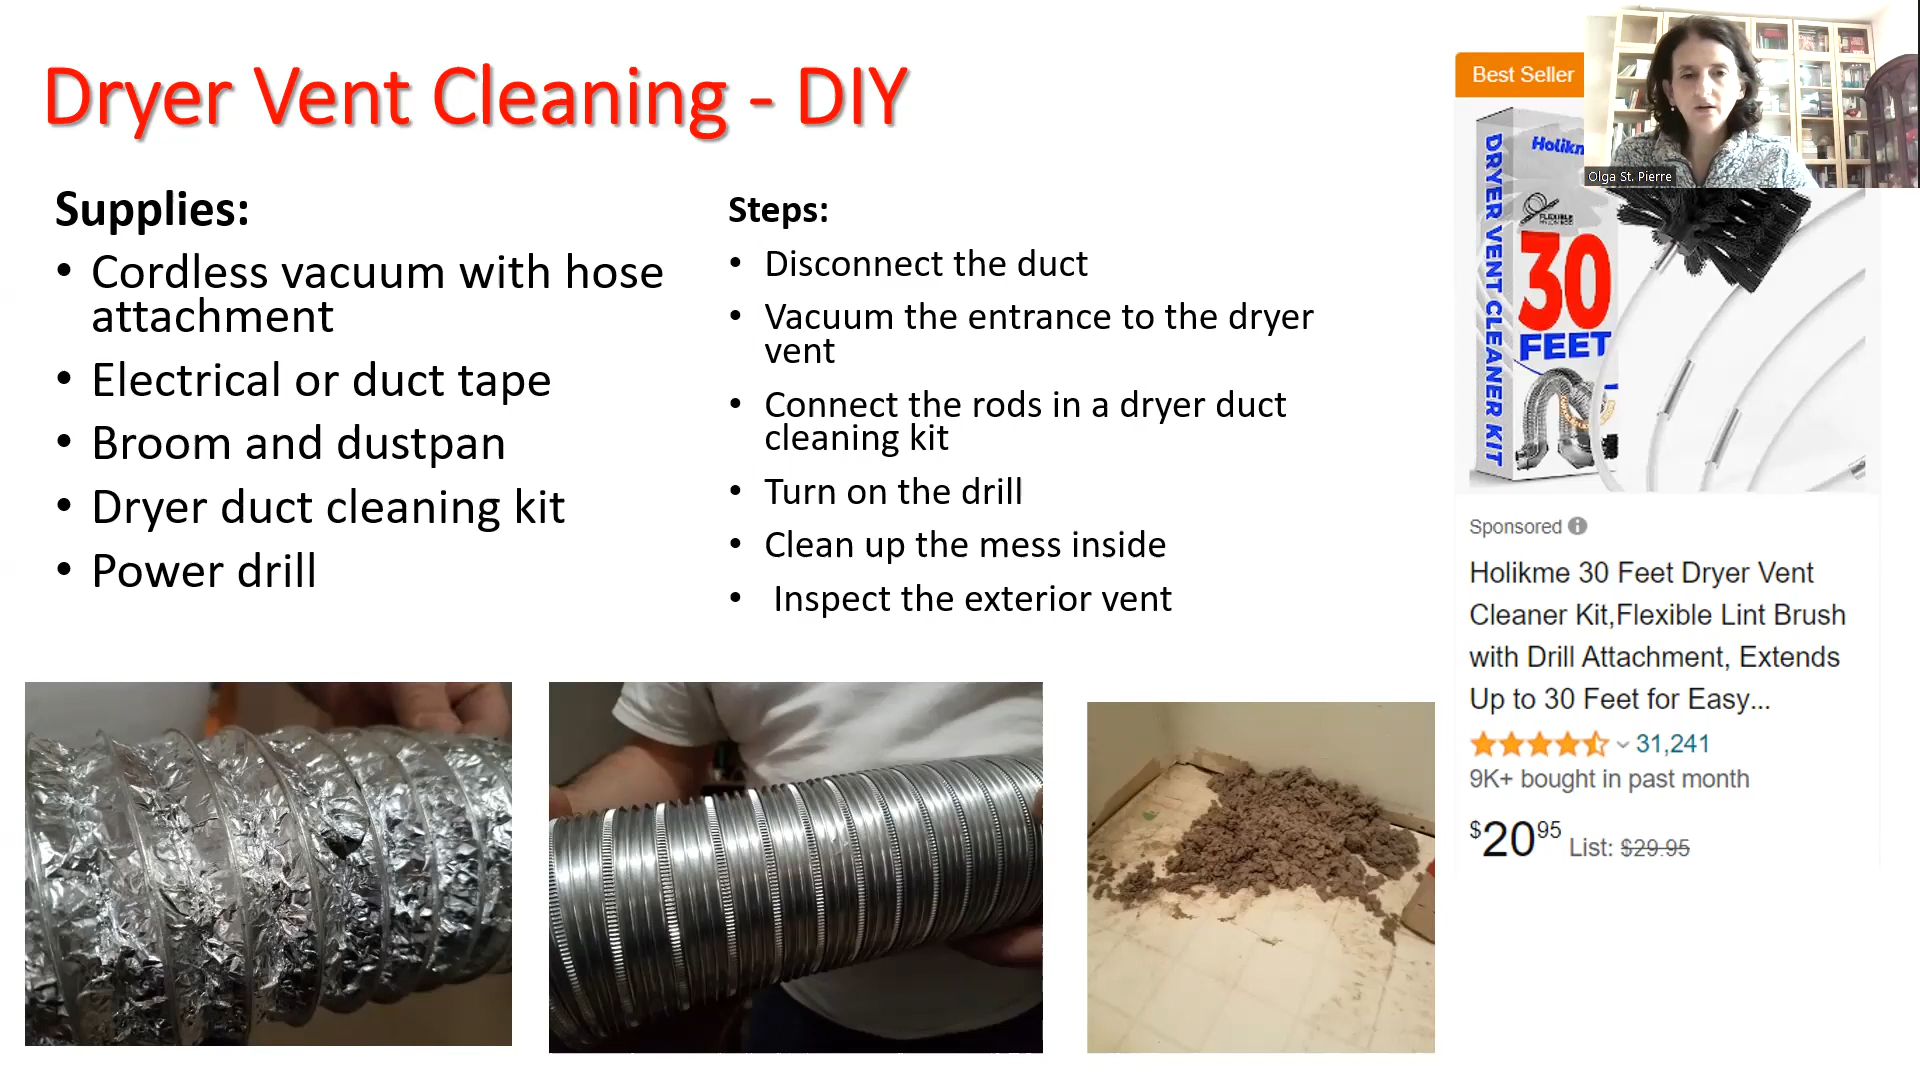 Dryer Vent Cleaning - DIY
Supplies:
• Cordless vacuum with hose
attachment
• Electrical or duct tape
• Broom and dustpan
• Dryer duct cleaning kit
• Power drill
Steps:
• Disconnect the duct
• Vacuum the entrance to the dryer
vent
• Connect the rods in a dryer duct
cleaning kit
• Turn on the drill
• Clean up the mess inside
• Inspect the exterior vent
Best Seller
Olga St. Pierre
DRYER VENT CLEANER KIT
FLEXIBLE
30
FEET
Sponsored
Holikme 30 Feet Dryer Vent
Cleaner Kit,Flexible Lint Brush
with Drill Attachment, Extends
Up to 30 Feet for Easy...
31,241
9K+ bought in past month
$20.95 List: $29.95